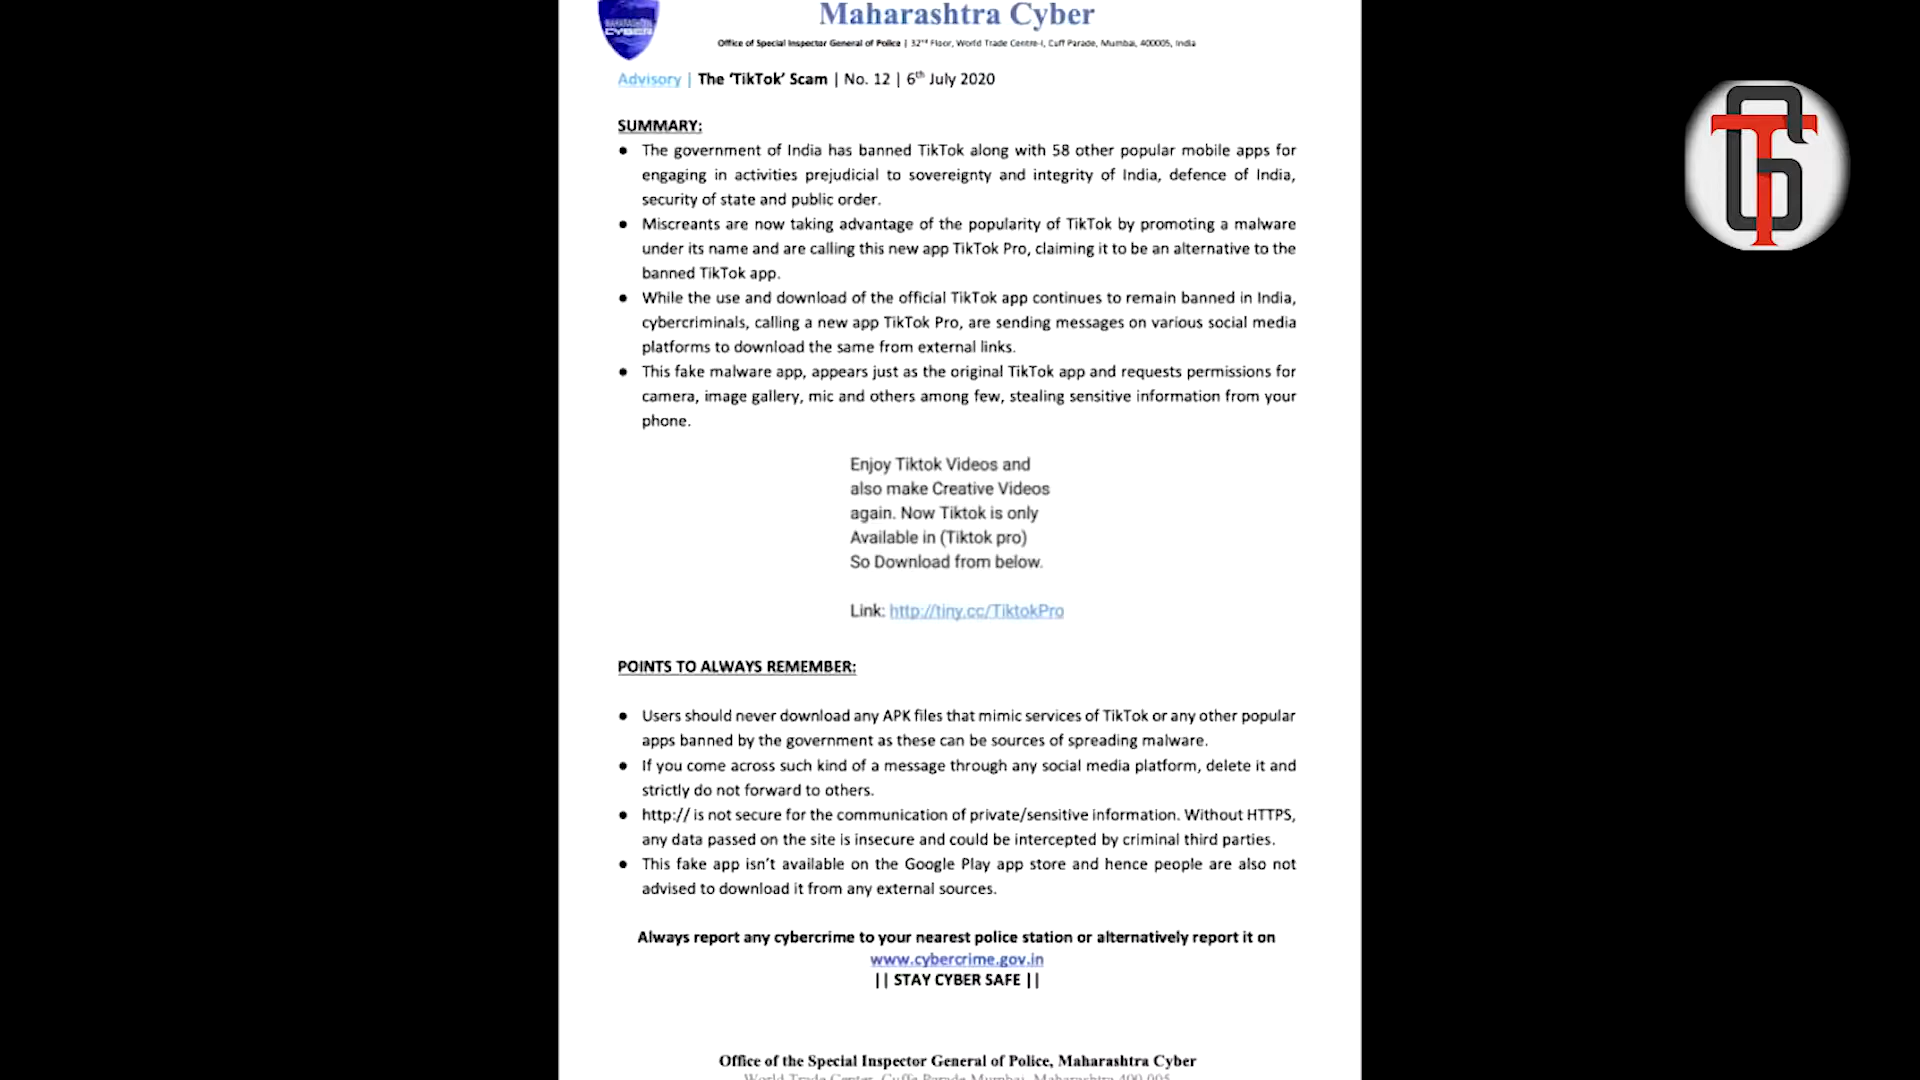 Maharashtra Cyber
MAHARASHTRA
CYBER
Office of Special Inspector General of Police | 32nd Floor, World Trade Centre-I, Cuff Parade, Mumbai, 400005, India
Advisory | The ‘TikTok’ Scam | No. 12 | 6th July 2020
SUMMARY:
● The government of India has banned TikTok along with 58 other popular mobile apps for
engaging in activities prejudicial to sovereignty and integrity of India, defence of India,
security of state and public order.
● Miscreants are now taking advantage of the popularity of TikTok by promoting a malware
under its name and are calling this new app TikTok Pro, claiming it to be an alternative to the
banned TikTok app.
● While the use and download of the official TikTok app continues to remain banned in India,
cybercriminals, calling a new app TikTok Pro, are sending messages on various social media
platforms to download the same from external links.
● This fake malware app, appears just as the original TikTok app and requests permissions for
camera, image gallery, mic and others among few, stealing sensitive information from your
phone.
Enjoy Tiktok Videos and
also make Creative Videos
again. Now Tiktok is only
Available in (Tiktok pro)
So Download from below.
Link: http://tiny.cc/TiktokPro
POINTS TO ALWAYS REMEMBER:
● Users should never download any APK files that mimic services of TikTok or any other popular
apps banned by the government as these can be sources of spreading malware.
● If you come across such kind of a message through any social media platform, delete it and
strictly do not forward to others.
● http:// is not secure for the communication of private/sensitive information. Without HTTPS,
any data passed on the site is insecure and could be intercepted by criminal third parties.
● This fake app isn’t available on the Google Play app store and hence people are also not
advised to download it from any external sources.
Always report any cybercrime to your nearest police station or alternatively report it on
www.cybercrime.gov.in
|| STAY CYBER SAFE ||
Office of the Special Inspector General of Police, Maharashtra Cyber
World Trade Center, Cuffe Parade Mumbai, Maharashtra 400 005